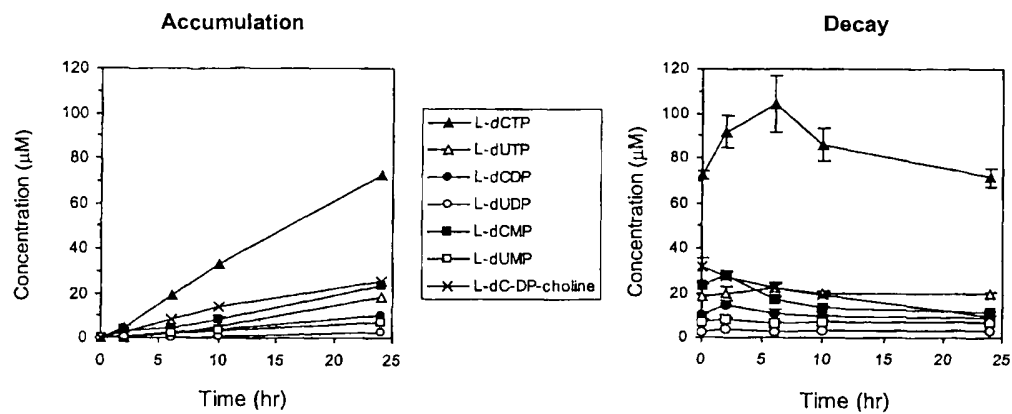 Accumulation
Concentration (μM)
120
100
80
60
40
20
0
0 5 10 15 20 25
Time (hr)
L-dCTP
L-dUTP
L-dCDP
L-dUDP
L-dCMP
L-dUMP
L-dC-DP-choline
Decay
Concentration (μM)
120
100
80
60
40
20
0
0 5 10 15 20 25
Time (hr)